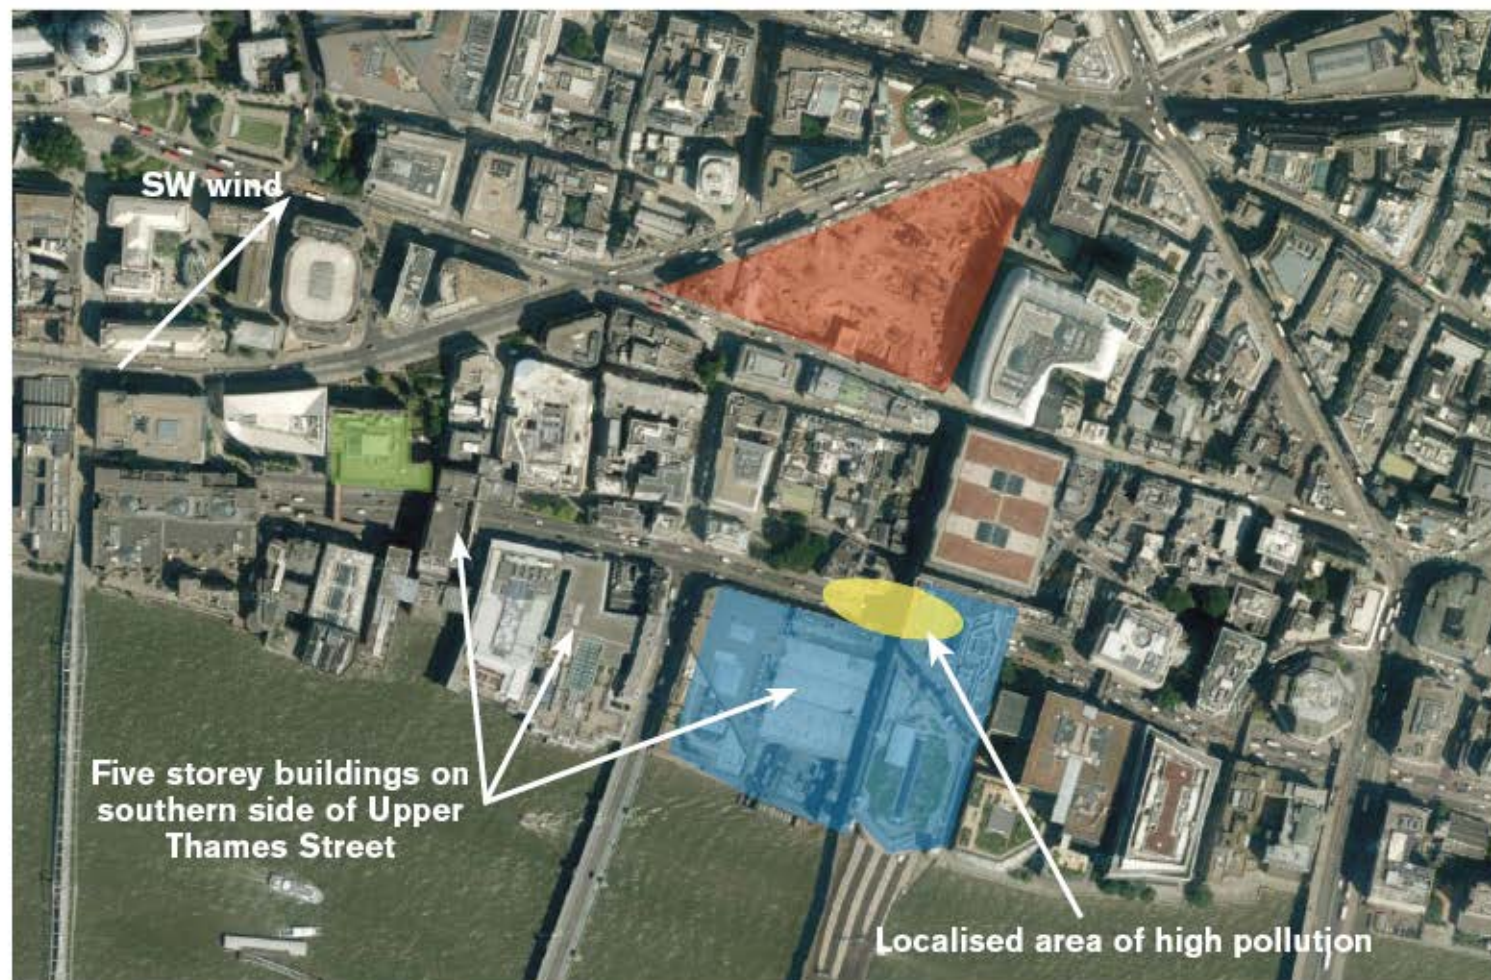 SW wind
Five storey buildings on
southern side of Upper
Thames Street
Localised area of high pollution